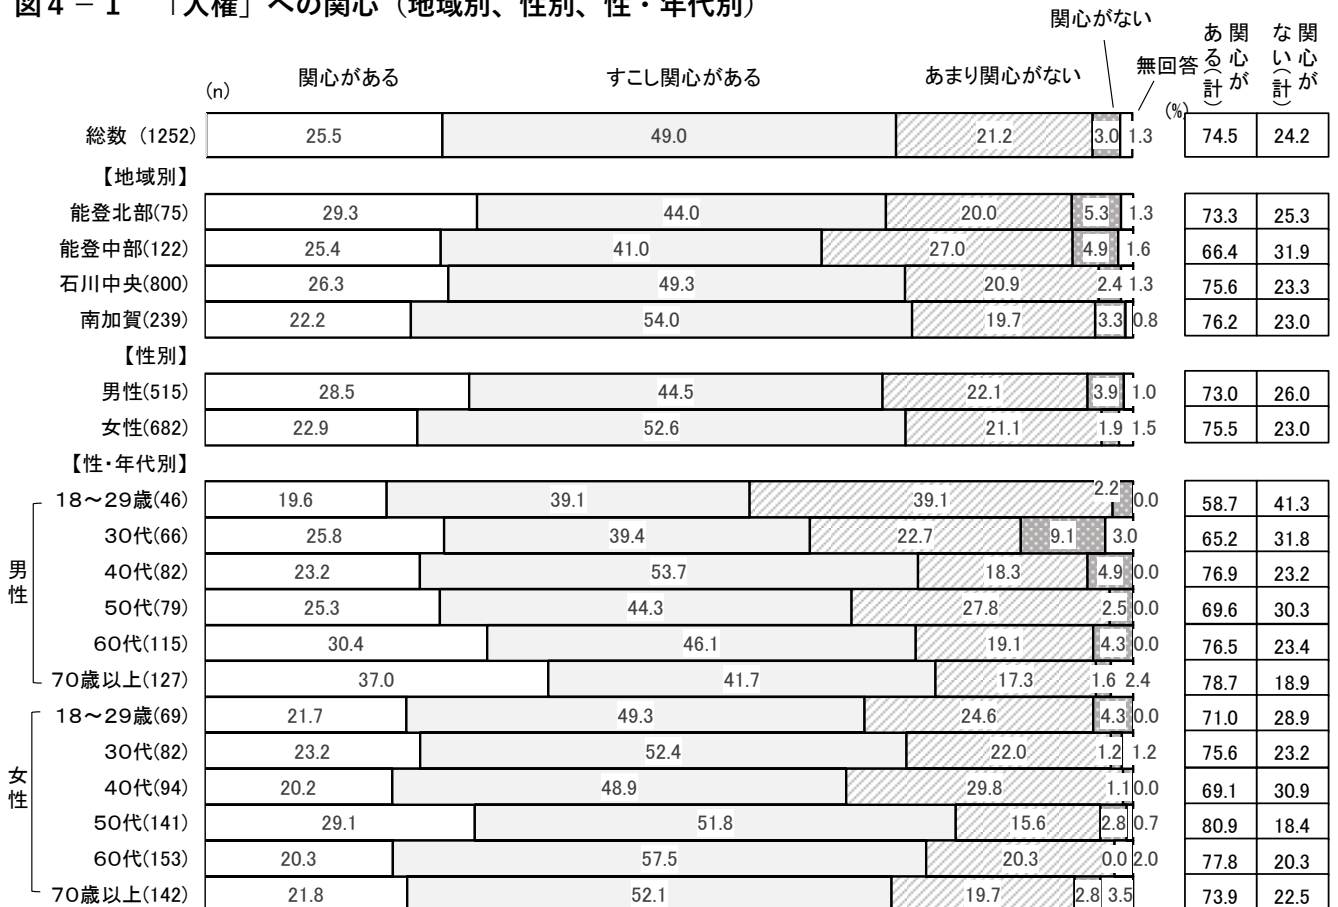 図４－１　「人権」への関心（地域別、性別、性・年代別）
(n) 関心がある すこし関心がある あまり関心がない 関心がない 無回答 (%) 関心がある(計) 関心がない(計)
総数 (1252) 25.5 49.0 21.2 3.0 1.3 74.5 24.2
【地域別】
能登北部(75) 29.3 44.0 20.0 5.3 1.3 73.3 25.3
能登中部(122) 25.4 41.0 27.0 4.9 1.6 66.4 31.9
石川中央(800) 26.3 49.3 20.9 2.4 1.3 75.6 23.3
南加賀(239) 22.2 54.0 19.7 3.3 0.8 76.2 23.0
【性別】
男性(515) 28.5 44.5 22.1 3.9 1.0 73.0 26.0
女性(682) 22.9 52.6 21.1 1.9 1.5 75.5 23.0
【性・年代別】
男性
18～29歳(46) 19.6 39.1 39.1 2.2 0.0 58.7 41.3
30代(66) 25.8 39.4 22.7 9.1 3.0 65.2 31.8
40代(82) 23.2 53.7 18.3 4.9 0.0 76.9 23.2
50代(79) 25.3 44.3 27.8 2.5 0.0 69.6 30.3
60代(115) 30.4 46.1 19.1 4.3 0.0 76.5 23.4
70歳以上(127) 37.0 41.7 17.3 1.6 2.4 78.7 18.9
女性
18～29歳(69) 21.7 49.3 24.6 4.3 0.0 71.0 28.9
30代(82) 23.2 52.4 22.0 1.2 1.2 75.6 23.2
40代(94) 20.2 48.9 29.8 1.1 0.0 69.1 30.9
50代(141) 29.1 51.8 15.6 2.8 0.7 80.9 18.4
60代(153) 20.3 57.5 20.3 0.0 2.0 77.8 20.3
70歳以上(142) 21.8 52.1 19.7 2.8 3.5 73.9 22.5